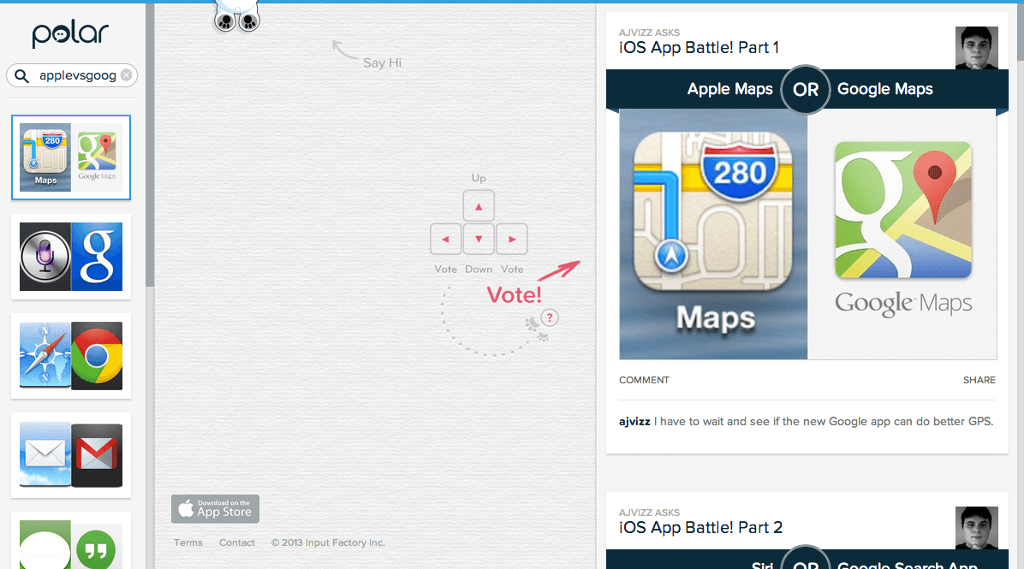 polar
applevsgoog
280
Maps
Google Maps
g
Say Hi
Up
Vote Down Vote
Vote!
?
Download on the
App Store
Terms Contact © 2013 Input Factory Inc.
AJVIZZ ASKS
iOS App Battle! Part 1
Apple Maps OR Google Maps
280
g
Maps
Google Maps
COMMENT SHARE
ajvizz I have to wait and see if the new Google app can do better GPS.
AJVIZZ ASKS
iOS App Battle! Part 2
Siri OR Google Search App